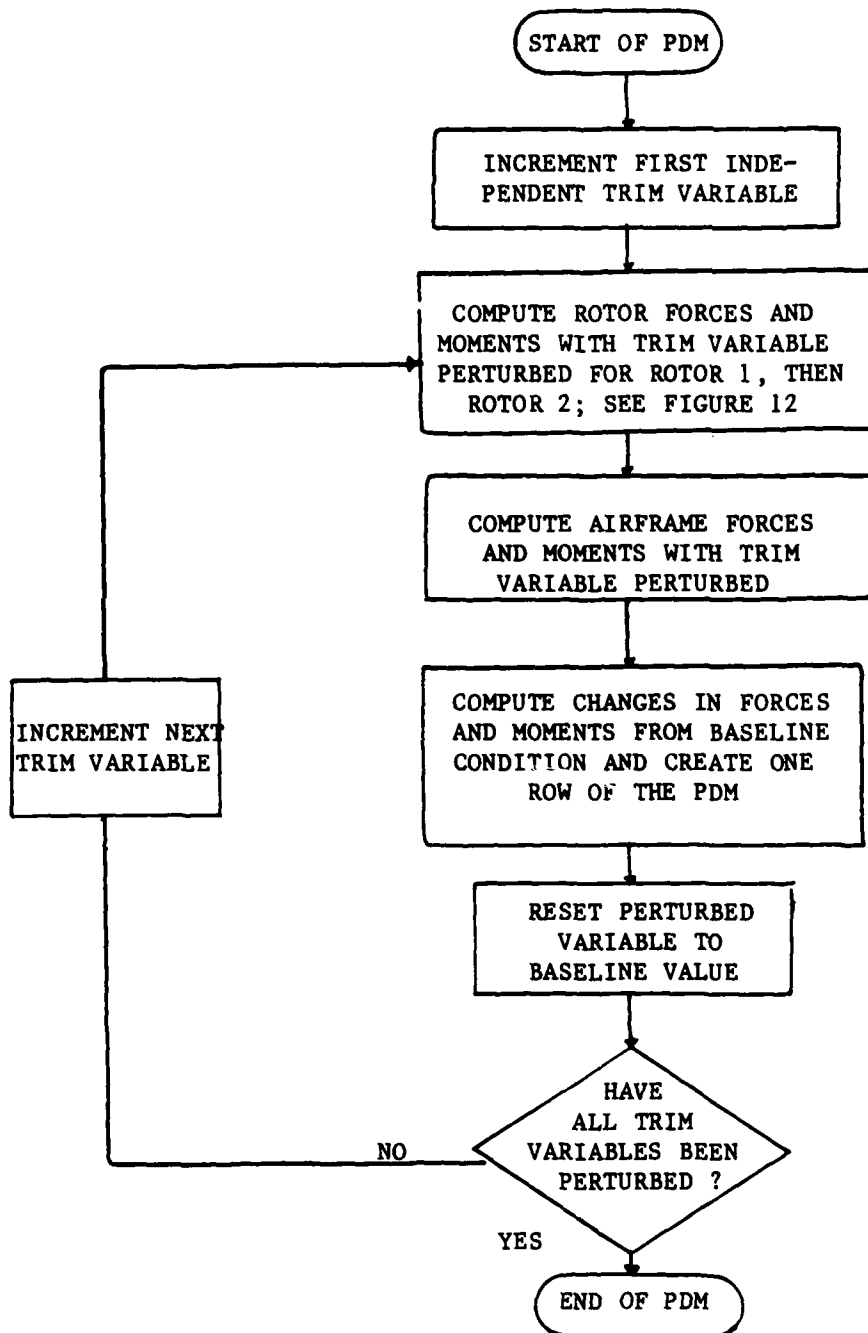 START OF PDM
INCREMENT FIRST INDE-
PENDENT TRIM VARIABLE
COMPUTE ROTOR FORCES AND
MOMENTS WITH TRIM VARIABLE
PERTURBED FOR ROTOR 1, THEN
ROTOR 2; SEE FIGURE 12
COMPUTE AIRFRAME FORCES
AND MOMENTS WITH TRIM
VARIABLE PERTURBED
COMPUTE CHANGES IN FORCES
AND MOMENTS FROM BASELINE
CONDITION AND CREATE ONE
ROW OF THE PDM
INCREMENT NEXT
TRIM VARIABLE
RESET PERTURBED
VARIABLE TO
BASELINE VALUE
HAVE
ALL TRIM
VARIABLES BEEN
PERTURBED ?
NO
YES
END OF PDM